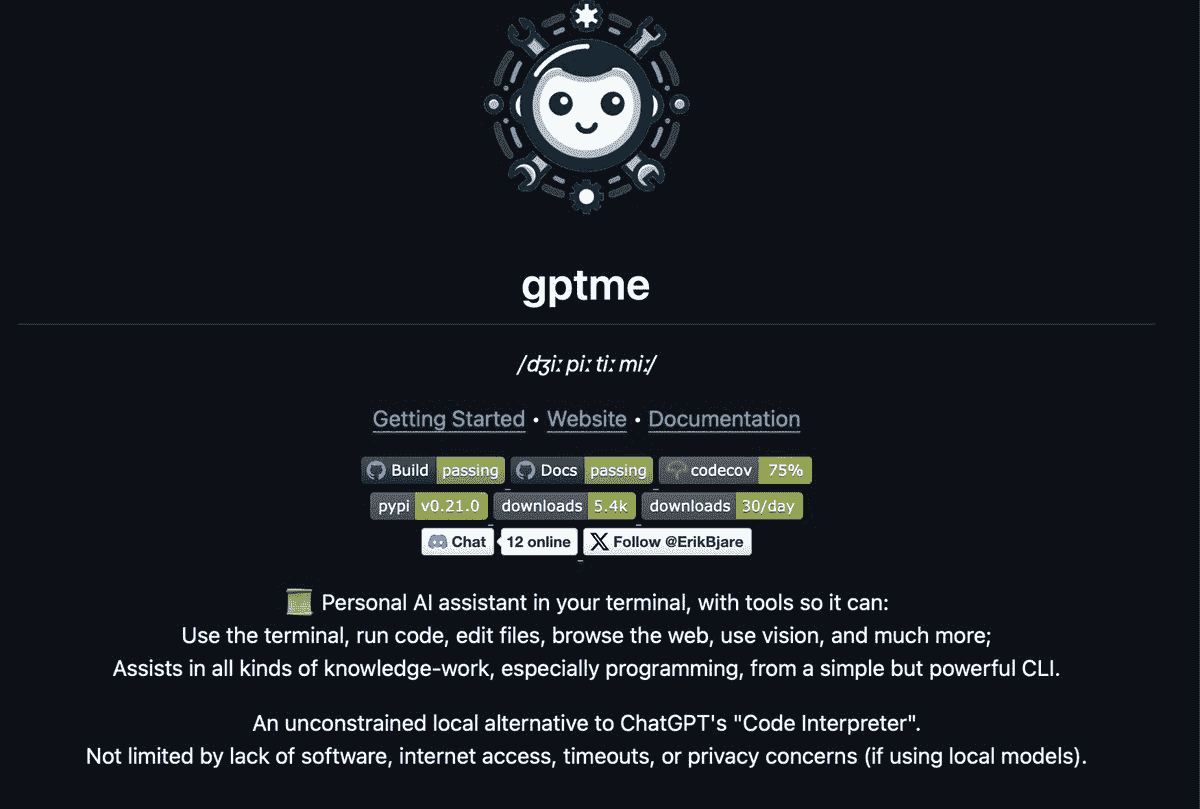 gptme
/dʒiː piː tiː miː/
Getting Started • Website • Documentation
Build passing Docs passing codecov 75%
pypi v0.21.0 downloads 5.4k downloads 30/day
Chat 12 online Follow @ErikBjare
Personal AI assistant in your terminal, with tools so it can:
Use the terminal, run code, edit files, browse the web, use vision, and much more;
Assists in all kinds of knowledge-work, especially programming, from a simple but powerful CLI.
An unconstrained local alternative to ChatGPT's "Code Interpreter".
Not limited by lack of software, internet access, timeouts, or privacy concerns (if using local models).